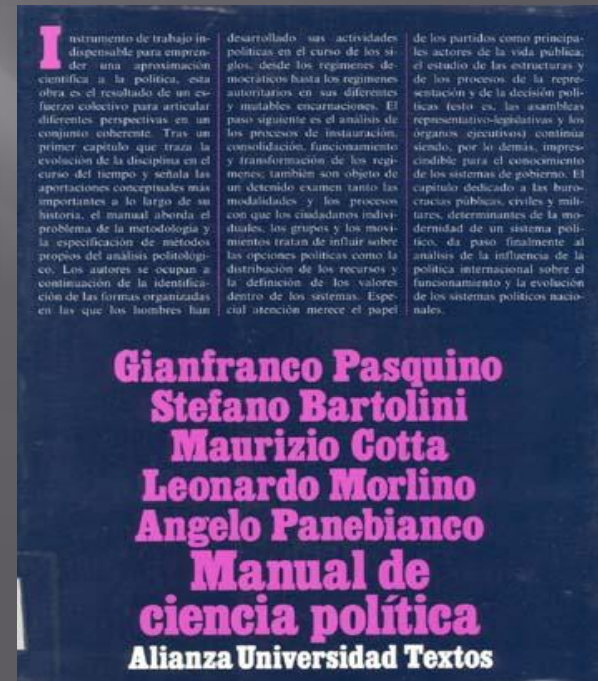 Instrumento de trabajo in-
dispensable para empren-
der una aproximación
científica a la política, esta
obra es el resultado de un es-
fuerzo colectivo para articular
diferentes perspectivas en un
conjunto coherente. Tras un
primer capítulo que traza la
evolución de la disciplina en el
curso del tiempo y señala las
aportaciones conceptuales más
importantes a lo largo de su
historia, el manual aborda el
problema de la metodología y
la especificación de métodos
propios del análisis politológi-
co. Los autores se ocupan a
continuación de la identifica-
ción de las formas organizadas
en las que los hombres han
desarrollado sus actividades
políticas en el curso de los si-
glos, desde los regímenes de-
mocráticos hasta los regímenes
autoritarios en sus diferentes
y mutables encarnaciones. El
paso siguiente es el análisis de
los procesos de instauración,
consolidación, funcionamiento
y transformación de los regí-
menes; también son objeto de
un detenido examen tanto las
modalidades y los procesos
con que los ciudadanos indivi-
duales, los grupos y los movi-
mientos tratan de influir sobre
las opciones políticas como la
distribución de los recursos y
la definición de los valores
dentro de los sistemas. Espe-
cial atención merece el papel
de los partidos como principa-
les actores de la vida pública;
el estudio de las estructuras y
de los procesos de la repre-
sentación y de la decisión polí-
ticas (esto es, las asambleas
representativo-legislativas y los
órganos ejecutivos) continúa
siendo, por lo demás, impres-
cindible para el conocimiento
de los sistemas de gobierno. El
capítulo dedicado a las buro-
cracias públicas, civiles y mili-
tares, determinantes de la mo-
dernidad de un sistema polí-
tico, da paso finalmente al
análisis de la influencia de la
política internacional sobre el
funcionamiento y la evolución
de los sistemas políticos nacio-
nales.
Gianfranco Pasquino
Stefano Bartolini
Maurizio Cotta
Leonardo Morlino
Angelo Panebianco
Manual de
ciencia política
Alianza Universidad Textos